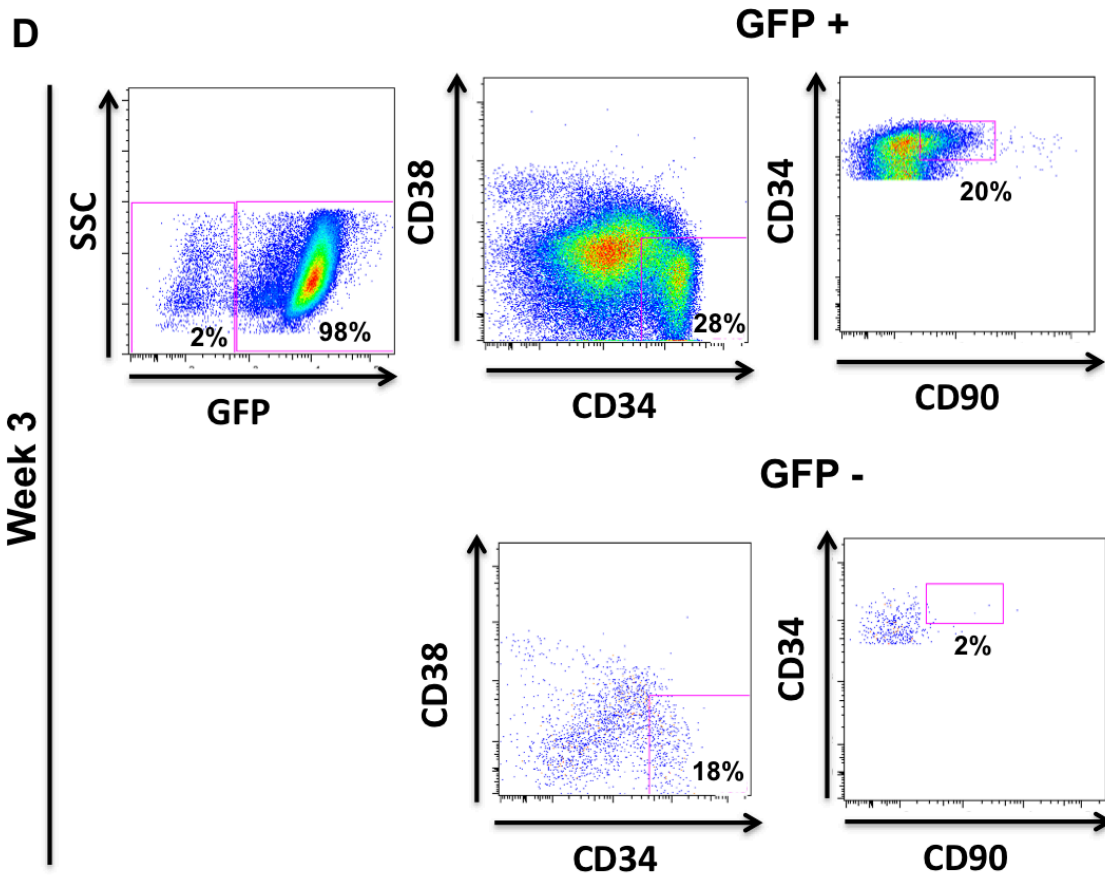 D
GFP +
SSC
2%
98%
GFP
CD38
28%
CD34
CD34
20%
CD90
Week 3
GFP -
CD38
18%
CD34
CD34
2%
CD90